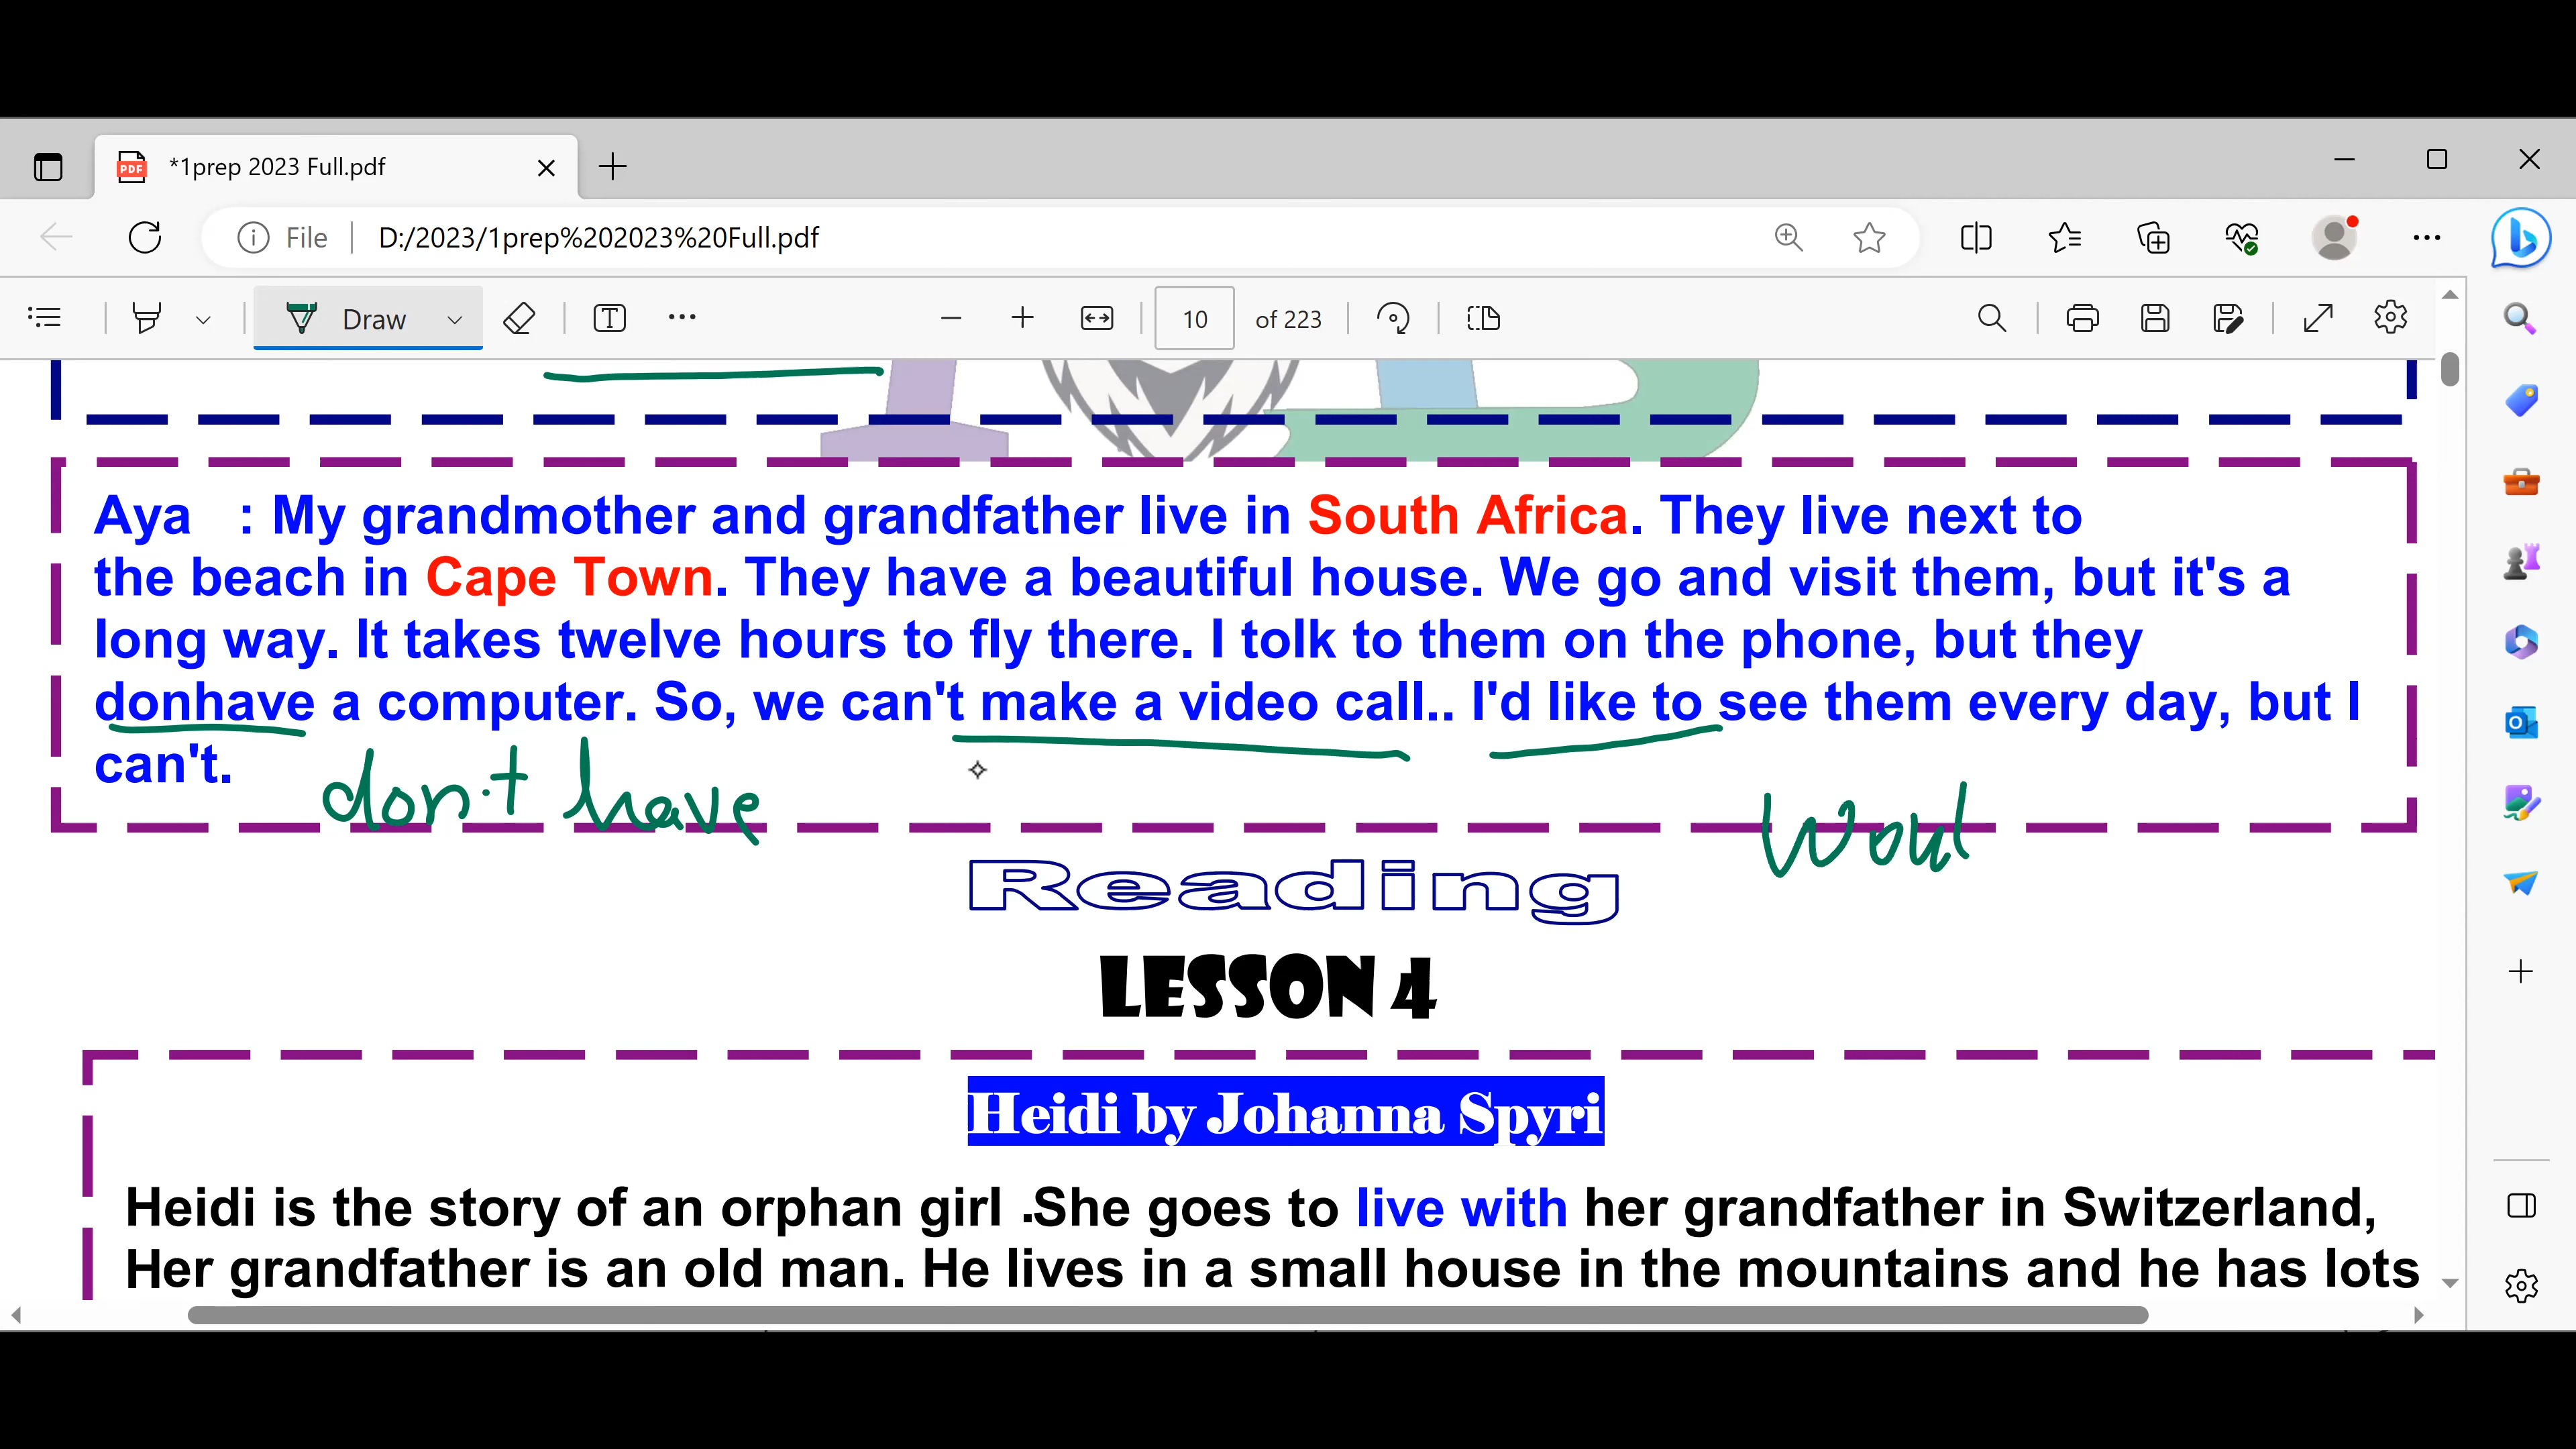 *1prep 2023 Full.pdf
File D:/2023/1prep%202023%20Full.pdf
Draw 10 of 223
Aya : My grandmother and grandfather live in South Africa. They live next to
the beach in Cape Town. They have a beautiful house. We go and visit them, but it's a
long way. It takes twelve hours to fly there. I tolk to them on the phone, but they
donhave a computer. So, we can't make a video call.. I'd like to see them every day, but I
can't.
don't have
Woul
Reading
LESSON 4
Heidi by Johanna Spyri
Heidi is the story of an orphan girl .She goes to live with her grandfather in Switzerland,
Her grandfather is an old man. He lives in a small house in the mountains and he has lots